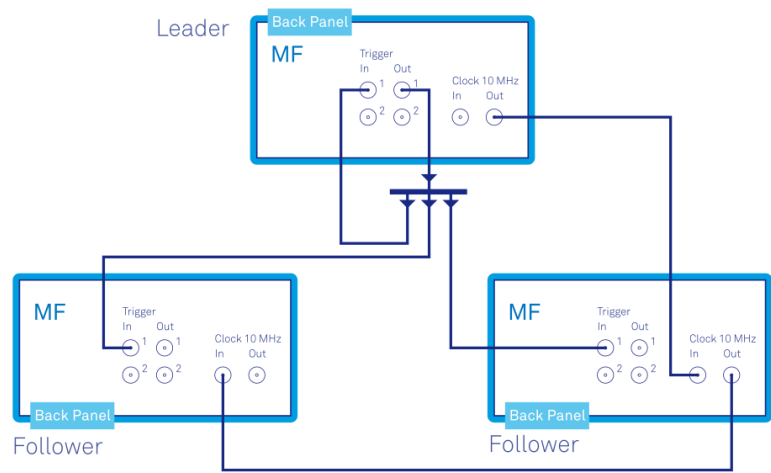 Leader
Back Panel
MF
Trigger
In Out
1 1
2 2
Clock 10 MHz
In Out
MF
Trigger
In Out
1 1
2 2
Clock 10 MHz
In Out
Back Panel
Follower
MF
Trigger
In Out
1 1
2 2
Clock 10 MHz
In Out
Back Panel
Follower